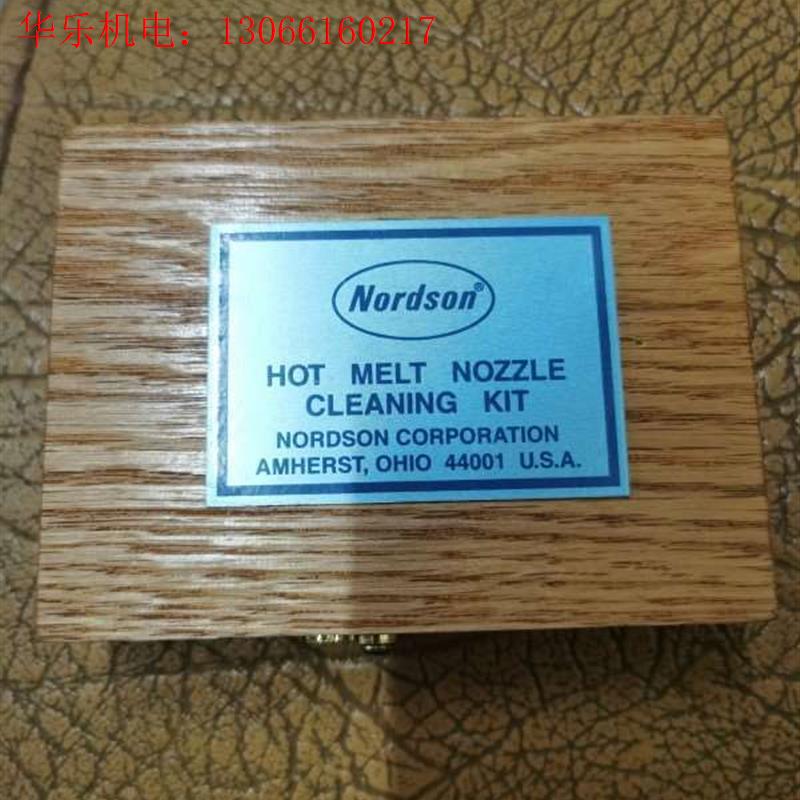 华乐机电：13066160217
Nordson®
HOT MELT NOZZLE
CLEANING KIT
NORDSON CORPORATION
AMHERST, OHIO 44001 U.S.A.